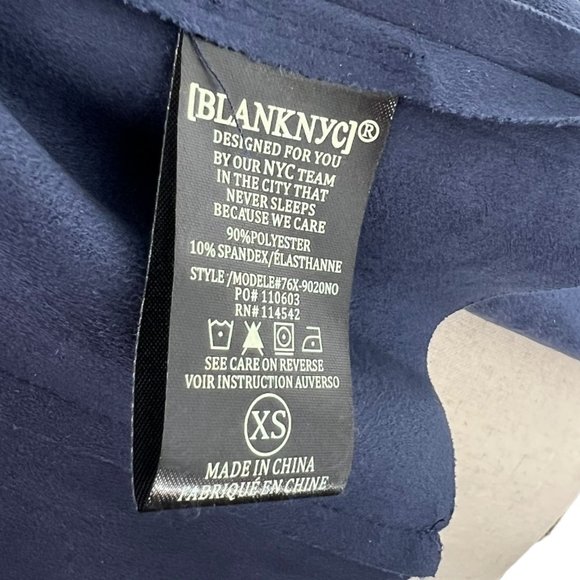 [BLANKNYC]®
DESIGNED FOR YOU
BY OUR NYC TEAM
IN THE CITY THAT
NEVER SLEEPS
BECAUSE WE CARE
90%POLYESTER
10% SPANDEX/ÉLASTHANNE
STYLE/MODELE#76X-9020NO
PO# 110603
RN# 114542
SEE CARE ON REVERSE
VOIR INSTRUCTION AUVERSO
XS
MADE IN CHINA
FABRIQUÉ EN CHINE